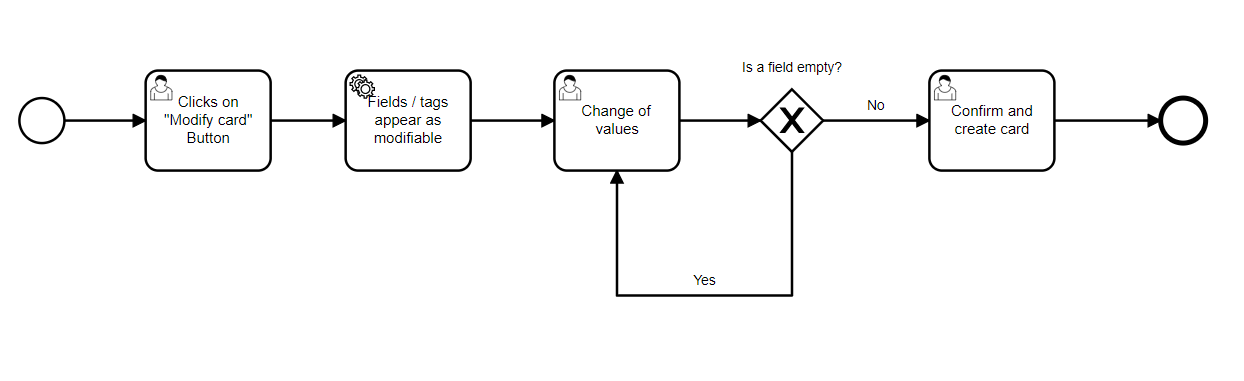 Clicks on
"Modify card"
Button
Fields / tags
appear as
modifiable
Change of
values
Is a field empty?
No
Yes
Confirm and
create card